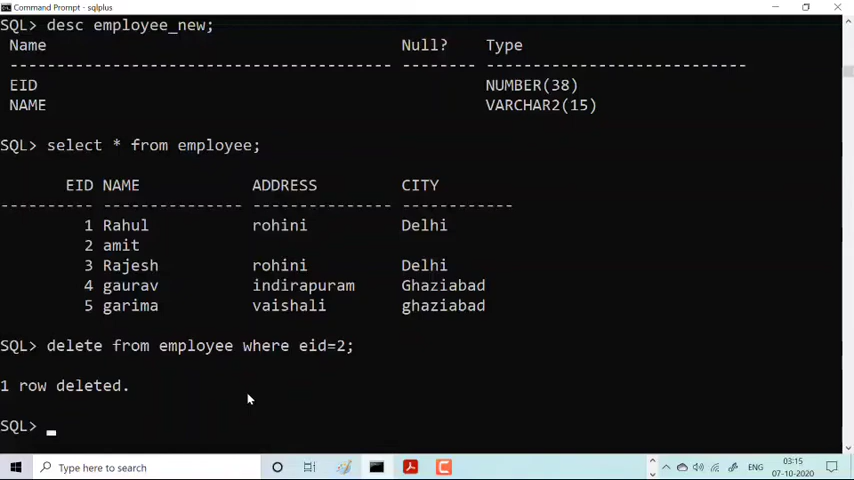 Command Prompt - sqlplus
SQL> desc employee_new;
Name Null? Type
----------------------------------------- -------- ----------------------------
EID NUMBER(38)
NAME VARCHAR2(15)
SQL> select * from employee;
EID NAME ADDRESS CITY
---------- --------------- --------------- ------------
1 Rahul rohini Delhi
2 amit
3 Rajesh rohini Delhi
4 gaurav indirapuram Ghaziabad
5 garima vaishali ghaziabad
SQL> delete from employee where eid=2;
1 row deleted.
SQL>
Type here to search
ENG
03:15
07-10-2020